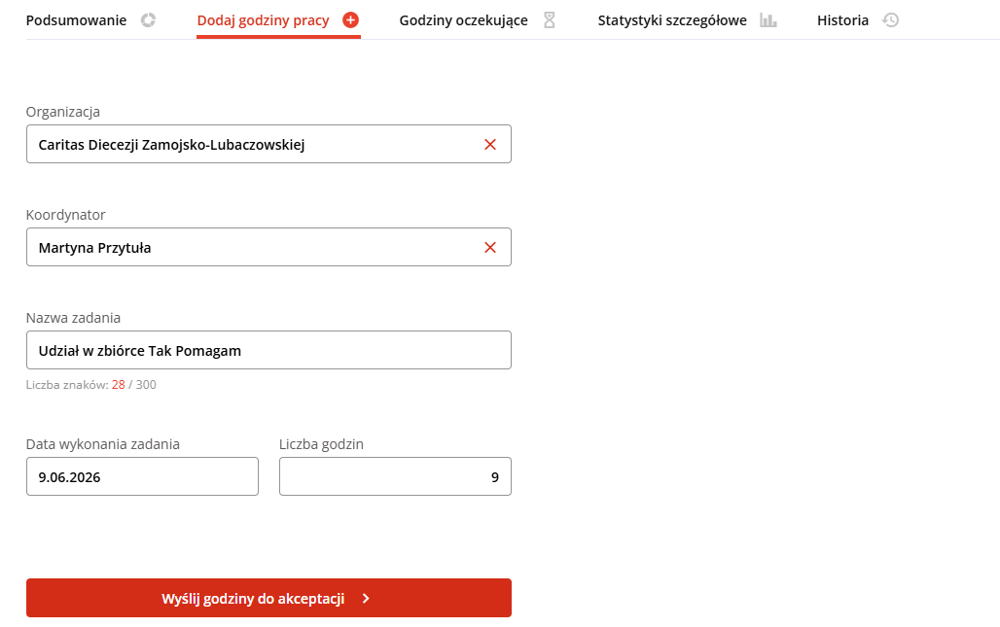 Podsumowanie Dodaj godziny pracy Godziny oczekujące Statystyki szczegółowe Historia
Organizacja
Caritas Diecezji Zamojsko-Lubaczowskiej
Koordynator
Martyna Przytuła
Nazwa zadania
Udział w zbiórce Tak Pomagam
Liczba znaków: 28 / 300
Data wykonania zadania Liczba godzin
9.06.2026 9
Wyślij godziny do akceptacji